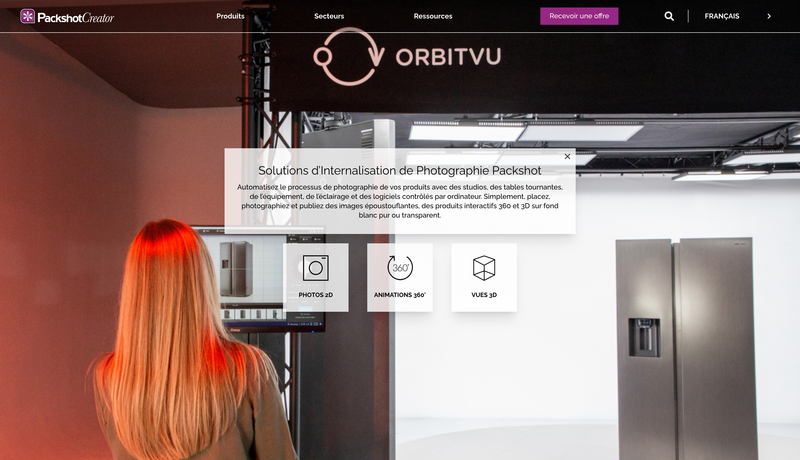 PackshotCreator
Produits
Secteurs
Ressources
Recevoir une offre
FRANÇAIS
ORBITVU
Solutions d'Internalisation de Photographie Packshot
Automatisez le processus de photographie de vos produits avec des studios, des tables tournantes,
de l'équipement, de l'éclairage et des logiciels contrôlés par ordinateur. Simplement, placez,
photographiez et publiez des images époustouflantes, des produits interactifs 360 et 3D sur fond
blanc pur ou transparent.
PHOTOS 2D
360°
ANIMATIONS 360°
VUES 3D